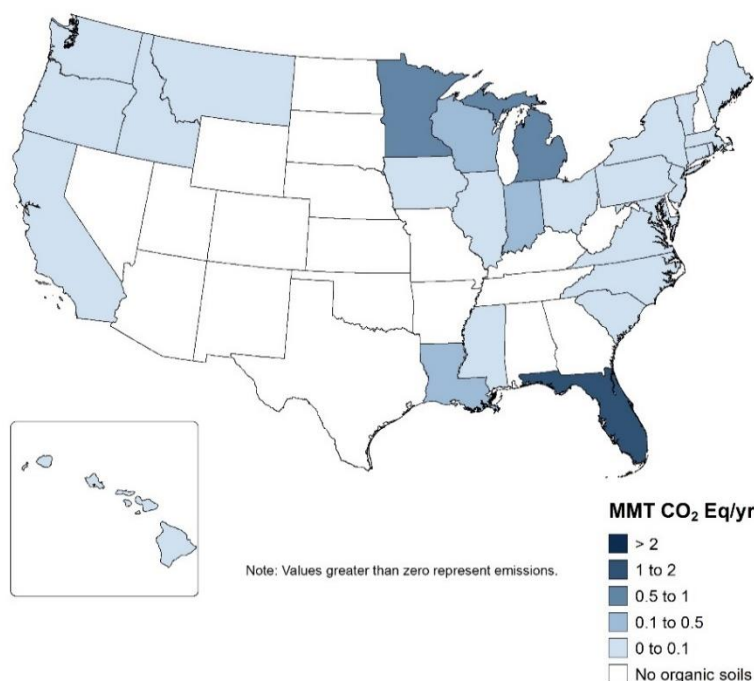 Note: Values greater than zero represent emissions.
MMT CO₂ Eq/yr
> 2
1 to 2
0.5 to 1
0.1 to 0.5
0 to 0.1
No organic soils